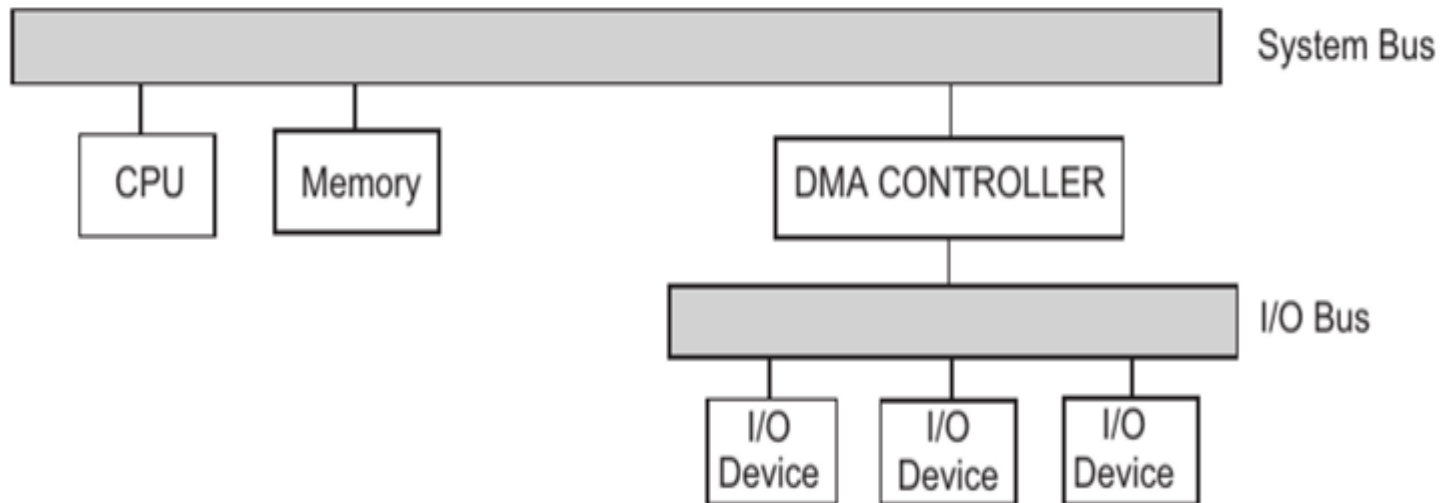 System Bus
CPU
Memory
DMA CONTROLLER
I/O Bus
I/O
Device
I/O
Device
I/O
Device